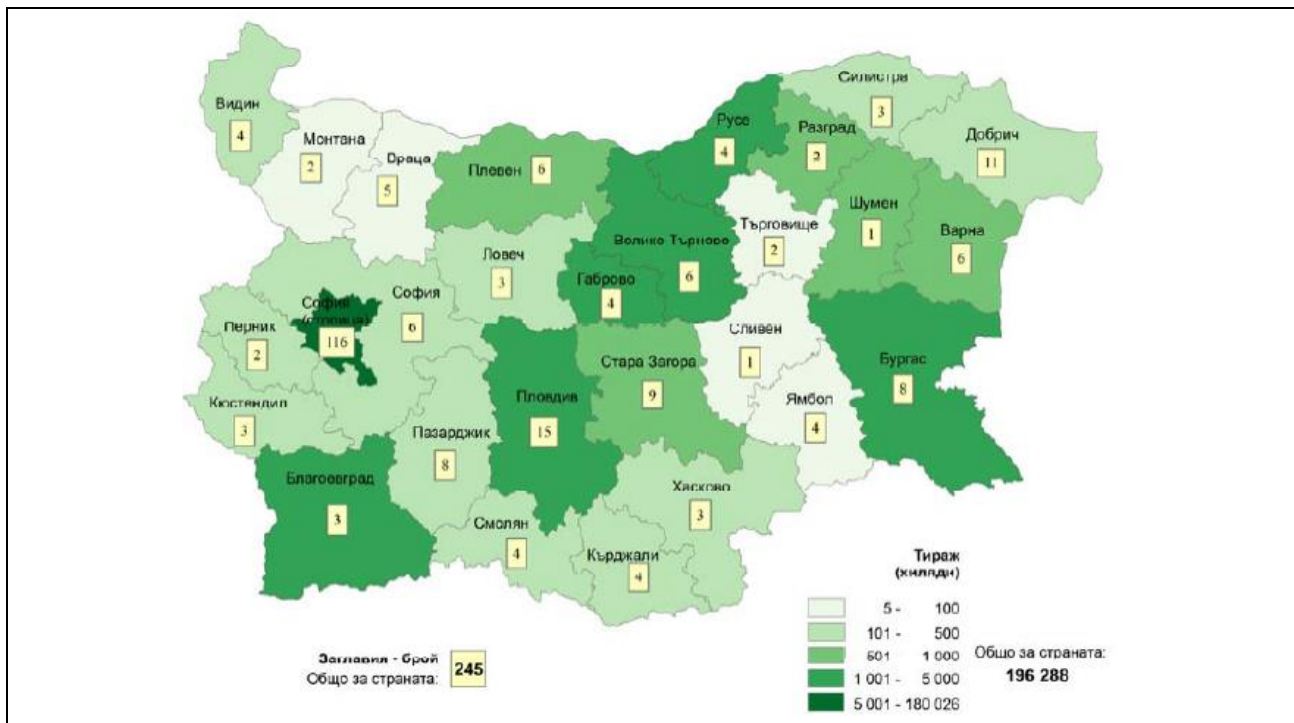 Видин
4
Монтана
2
Враца
5
Плевен
6
Русе
4
Силистра
3
Разград
2
Добрич
11
Шумен
1
Варна
6
Търговище
2
Велико Търново
6
Ловеч
3
Габрово
4
София
6
София
(столица)
116
Перник
2
Кюстендил
3
Сливен
1
Бургас
8
Стара Загора
9
Ямбол
4
Пловдив
15
Пазарджик
8
Благоевград
3
Хасково
3
Смолян
4
Кърджали
4
Тираж
(хиляди)
5 - 100
101 - 500
501 1 000
1 001 - 5 000
5 001 - 180 026
Общо за страната:
196 288
Заглавия - брой
Общо за страната:
245